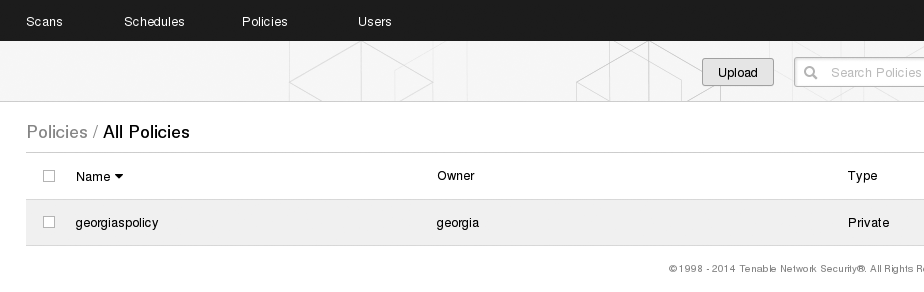 Scans Schedules Policies Users
Upload Search Policies
Policies / All Policies
Name Owner Type
georgiaspolicy georgia Private
©1998 - 2014 Tenable Network Security®. All Rights